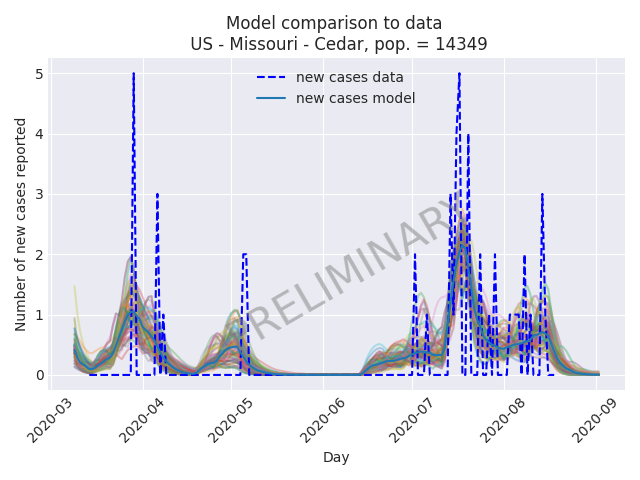 Model comparison to data
US - Missouri - Cedar, pop. = 14349
new cases data
new cases model
PRELIMINARY
Number of new cases reported
5
4
3
2
1
0
2020-03
2020-04
2020-05
2020-06
2020-07
2020-08
2020-09
Day